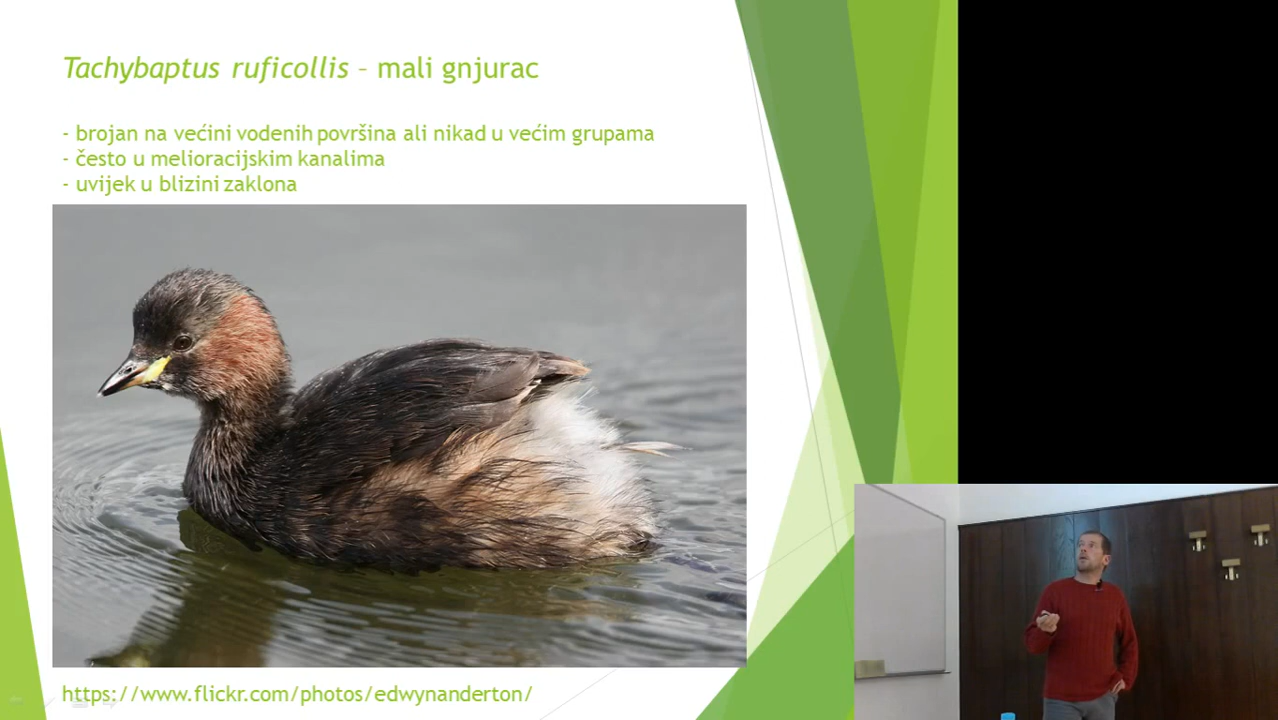 Tachybaptus ruficollis – mali gnjurac
- brojan na većini vodenih površina ali nikad u većim grupama
- često u melioracijskim kanalima
- uvijek u blizini zaklona
https://www.flickr.com/photos/edwynanderton/